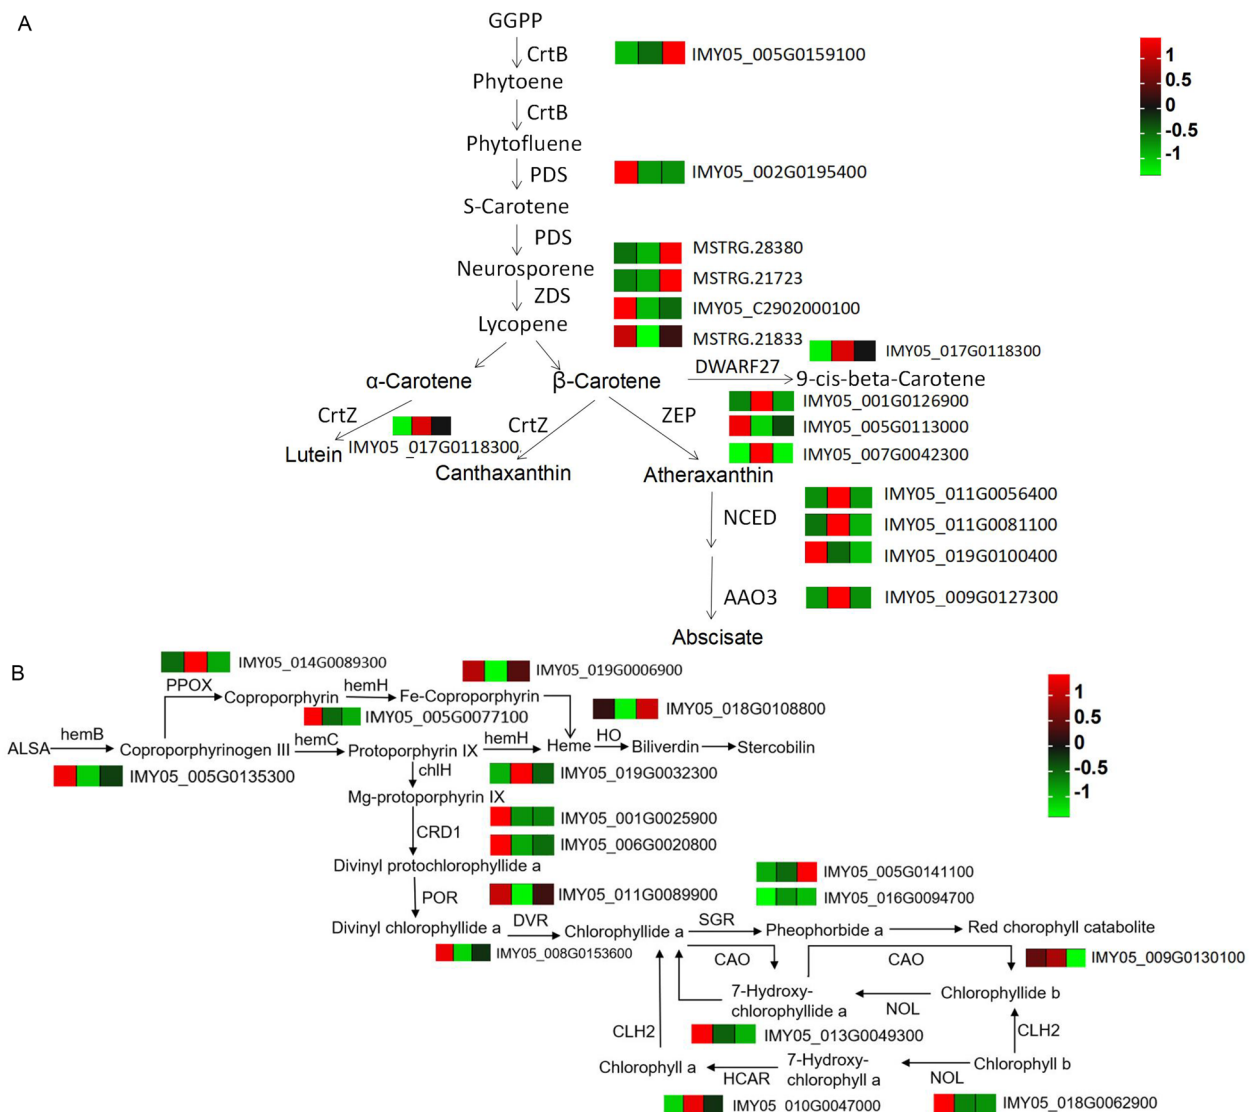 A
GGPP
CrtB
IMY05_005G0159100
Phytoene
CrtB
Phytofluene
PDS
IMY05_002G0195400
S-Carotene
PDS
MSTRG.28380
Neurosporene
MSTRG.21723
ZDS
IMY05_C2902000100
Lycopene
MSTRG.21833
1
0.5
0
-0.5
-1
IMY05_017G0118300
DWARF27
α-Carotene
β-Carotene
9-cis-beta-Carotene
IMY05_001G0126900
CrtZ
CrtZ
ZEP
IMY05_005G0113000
IMY05_017G0118300
Lutein
IMY05_007G0042300
Canthaxanthin
Atheraxanthin
IMY05_011G0056400
NCED
IMY05_011G0081100
IMY05_019G0100400
AAO3
IMY05_009G0127300
Abscisate
B
IMY05_014G0089300
IMY05_019G0006900
PPOX
Coproporphyrin
hemH
Fe-Coproporphyrin
IMY05_005G0077100
IMY05_018G0108800
ALSA
hemB
Coproporphyrinogen III
hemC
Protoporphyrin IX
hemH
Heme
HO
Biliverdin
Stercobilin
IMY05_005G0135300
chlH
IMY05_019G0032300
Mg-protoporphyrin IX
IMY05_001G0025900
CRD1
IMY05_006G0020800
1
0.5
0
-0.5
-1
Divinyl protochlorophyllide a
IMY05_005G0141100
POR
IMY05_011G0089900
IMY05_016G0094700
Divinyl chlorophyllide a
DVR
Chlorophyllide a
SGR
Pheophorbide a
Red chorophyll catabolite
IMY05_008G0153600
CAO
CAO
IMY05_009G0130100
7-Hydroxy-
chlorophyllide a
NOL
Chlorophyllide b
CLH2
IMY05_013G0049300
CLH2
Chlorophyll a
HCAR
7-Hydroxy-
chlorophyll a
NOL
Chlorophyll b
IMY05_010G0047000
IMY05_018G0062900